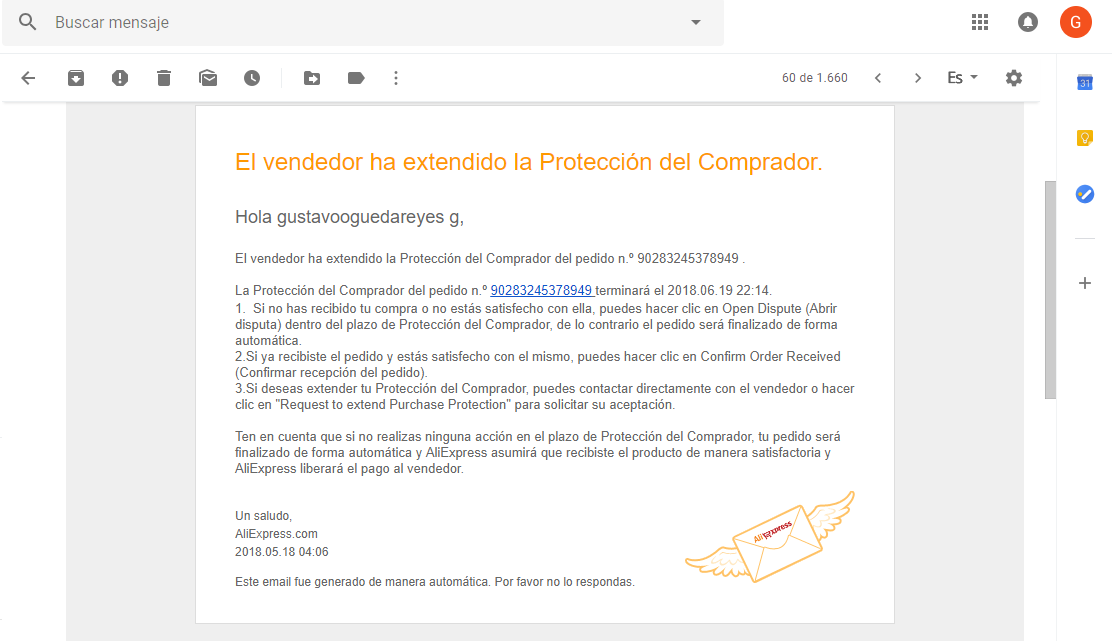 Buscar mensaje
G
60 de 1.660
Es
31
El vendedor ha extendido la Protección del Comprador.
Hola gustavooguedareyes g,
El vendedor ha extendido la Protección del Comprador del pedido n.º 90283245378949 .
La Protección del Comprador del pedido n.º 90283245378949 terminará el 2018.06.19 22:14.
1.  Si no has recibido tu compra o no estás satisfecho con ella, puedes hacer clic en Open Dispute (Abrir
disputa) dentro del plazo de Protección del Comprador, de lo contrario el pedido será finalizado de forma
automática.
2.Si ya recibiste el pedido y estás satisfecho con el mismo, puedes hacer clic en Confirm Order Received
(Confirmar recepción del pedido).
3.Si deseas extender tu Protección del Comprador, puedes contactar directamente con el vendedor o hacer
clic en "Request to extend Purchase Protection" para solicitar su aceptación.
Ten en cuenta que si no realizas ninguna acción en el plazo de Protección del Comprador, tu pedido será
finalizado de forma automática y AliExpress asumirá que recibiste el producto de manera satisfactoria y
AliExpress liberará el pago al vendedor.
Un saludo,
AliExpress.com
2018.05.18 04:06
AliExpress
Este email fue generado de manera automática. Por favor no lo respondas.